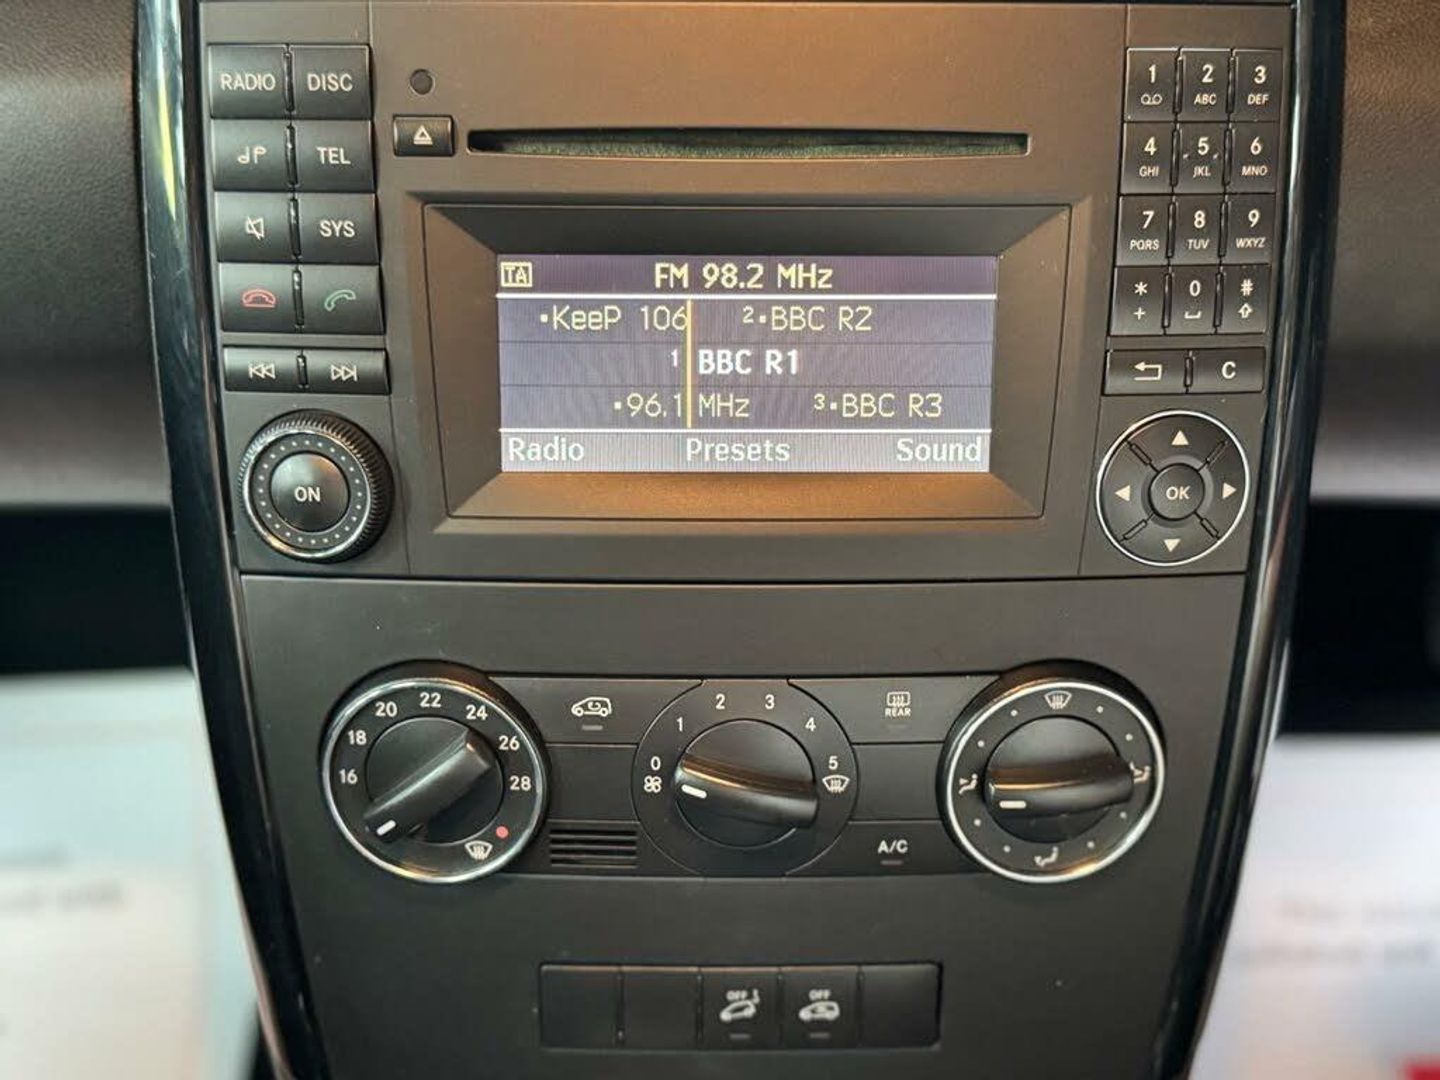 RADIO DISC
TEL
SYS
ON
TA FM 98.2 MHz
KeeP 106 2 BBC R2
1 BBC R1
96.1 MHz 3 BBC R3
Radio Presets Sound
1 2 ABC 3 DEF
4 GHI 5 JKL 6 MNO
7 PQRS 8 TUV 9 WXYZ
* + 0 #
C
OK
16 18 20 22 24 26 28
0 1 2 3 4 5
REAR
A/C
OFF OFF